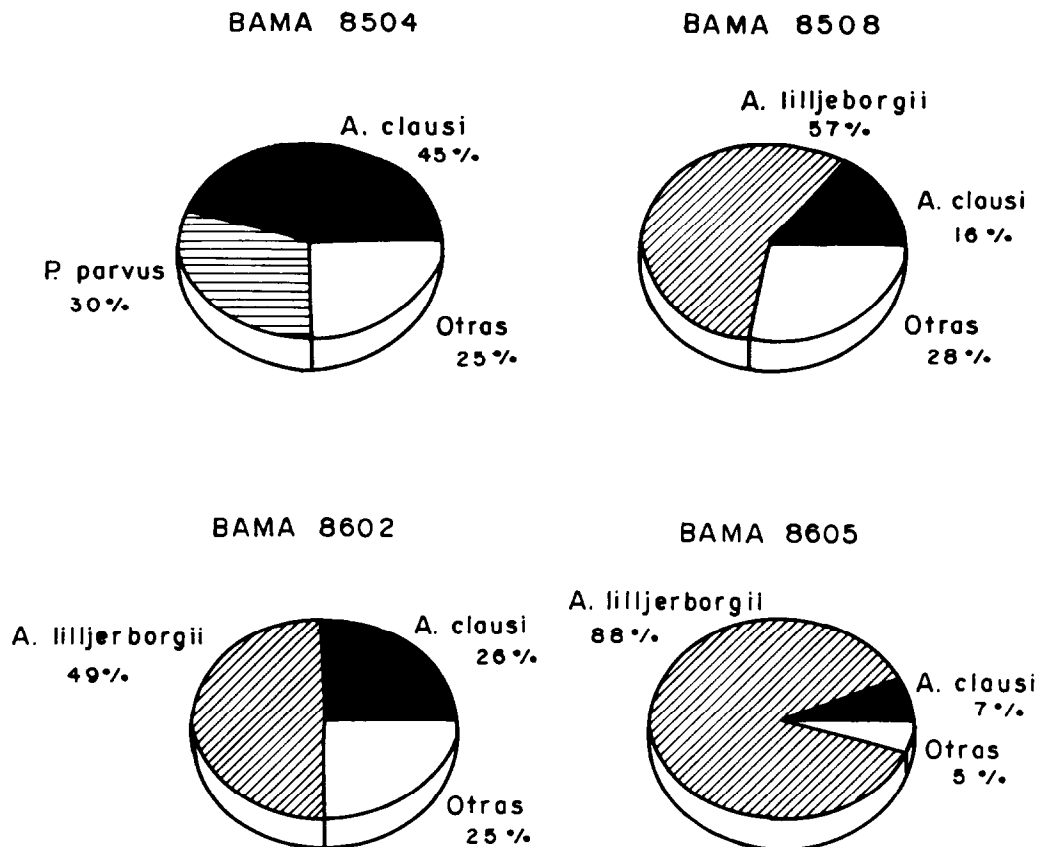 BAMA 8504
A. clausi
45%
P. parvus
30%
Otras
25%
BAMA 8508
A. lilljeborgii
57%
A. clausi
16%
Otras
28%
BAMA 8602
A. lilljerborgii
49%
A. clausi
26%
Otras
25%
BAMA 8605
A. lilljerborgii
88%
A. clausi
7%
Otras
5%